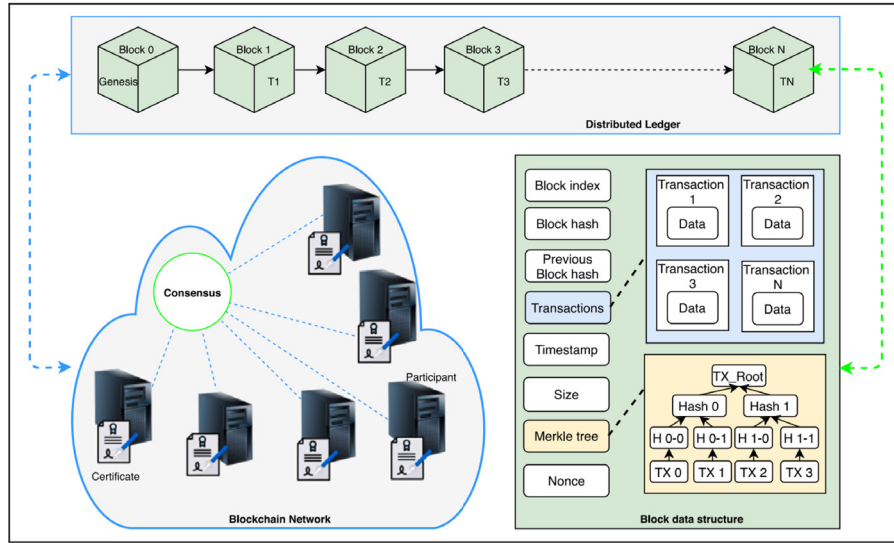 Block 0
Block 1
Block 2
Block 3
Block N
Genesis
T1
T2
T3
TN
Distributed Ledger
Consensus
Participant
Certificate
Blockchain Network
Block index
Block hash
Previous
Block hash
Transactions
Timestamp
Size
Merkle tree
Nonce
Transaction
1
Data
Transaction
2
Data
Transaction
3
Data
Transaction
N
Data
TX_Root
Hash 0
Hash 1
H 0-0
H 0-1
H 1-0
H 1-1
TX 0
TX 1
TX 2
TX 3
Block data structure